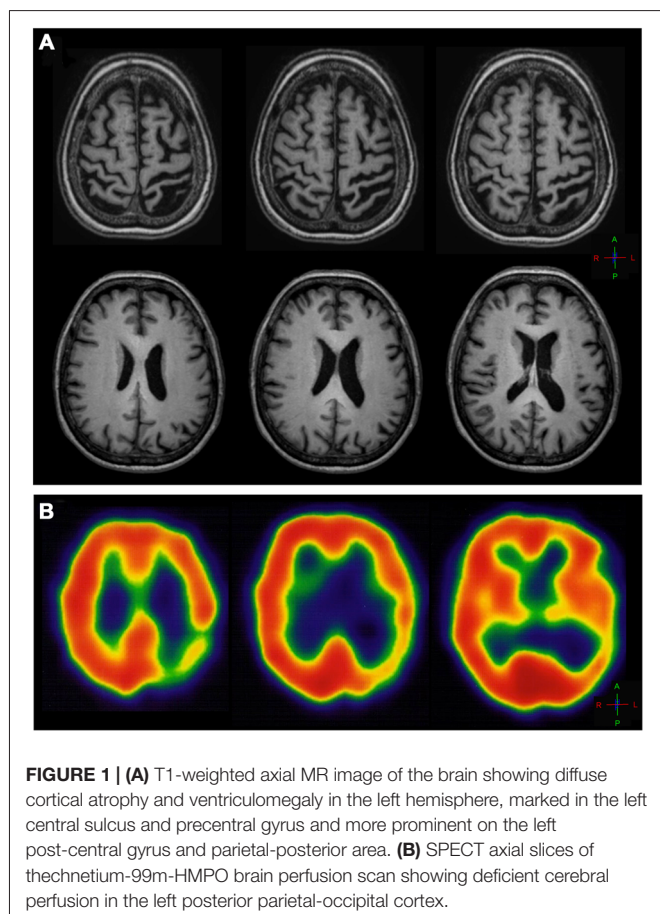 A
A
R L
P
B
A
R L
P
FIGURE 1 | (A) T1-weighted axial MR image of the brain showing diffuse
cortical atrophy and ventriculomegaly in the left hemisphere, marked in the left
central sulcus and precentral gyrus and more prominent on the left
post-central gyrus and parietal-posterior area. (B) SPECT axial slices of
thechnetium-99m-HMPO brain perfusion scan showing deficient cerebral
perfusion in the left posterior parietal-occipital cortex.